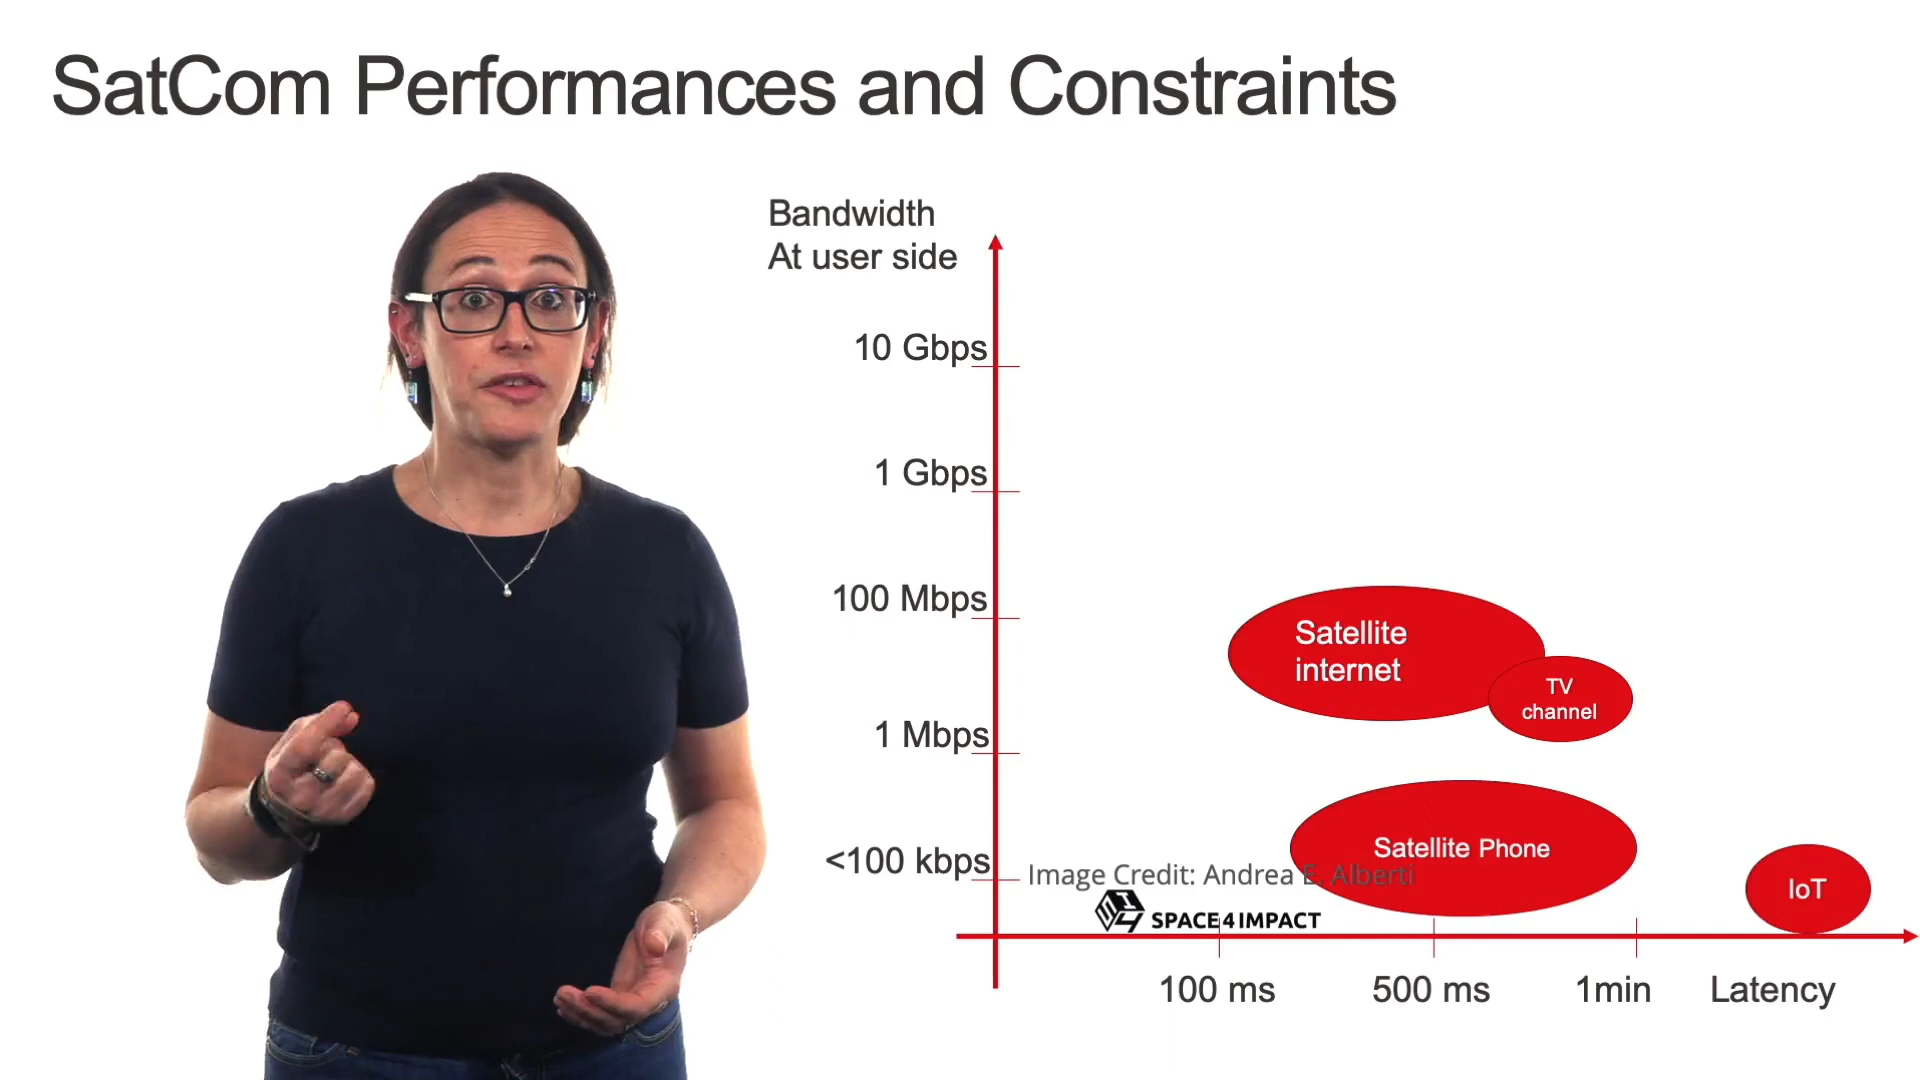 SatCom Performances and Constraints
Bandwidth
At user side
10 Gbps
1 Gbps
100 Mbps
1 Mbps
<100 kbps
Satellite
internet
TV
channel
Satellite Phone
IoT
Image Credit: Andrea E. Alberti
SPACE4IMPACT
100 ms
500 ms
1min
Latency